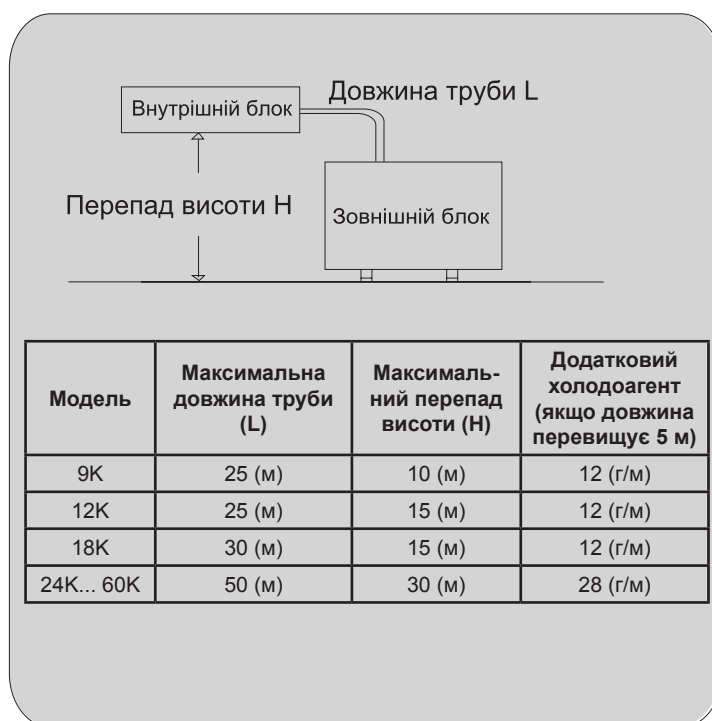 Довжина труби L
Внутрішній блок
Перепад висоти H
Зовнішній блок
Модель
Максимальна
довжина труби
(L)
Максималь-
ний перепад
висоти (H)
Додатковий
холодоагент
(якщо довжина
перевищує 5 м)
9K 25 (м) 10 (м) 12 (г/м)
12K 25 (м) 15 (м) 12 (г/м)
18K 30 (м) 15 (м) 12 (г/м)
24K... 60K 50 (м) 30 (м) 28 (г/м)